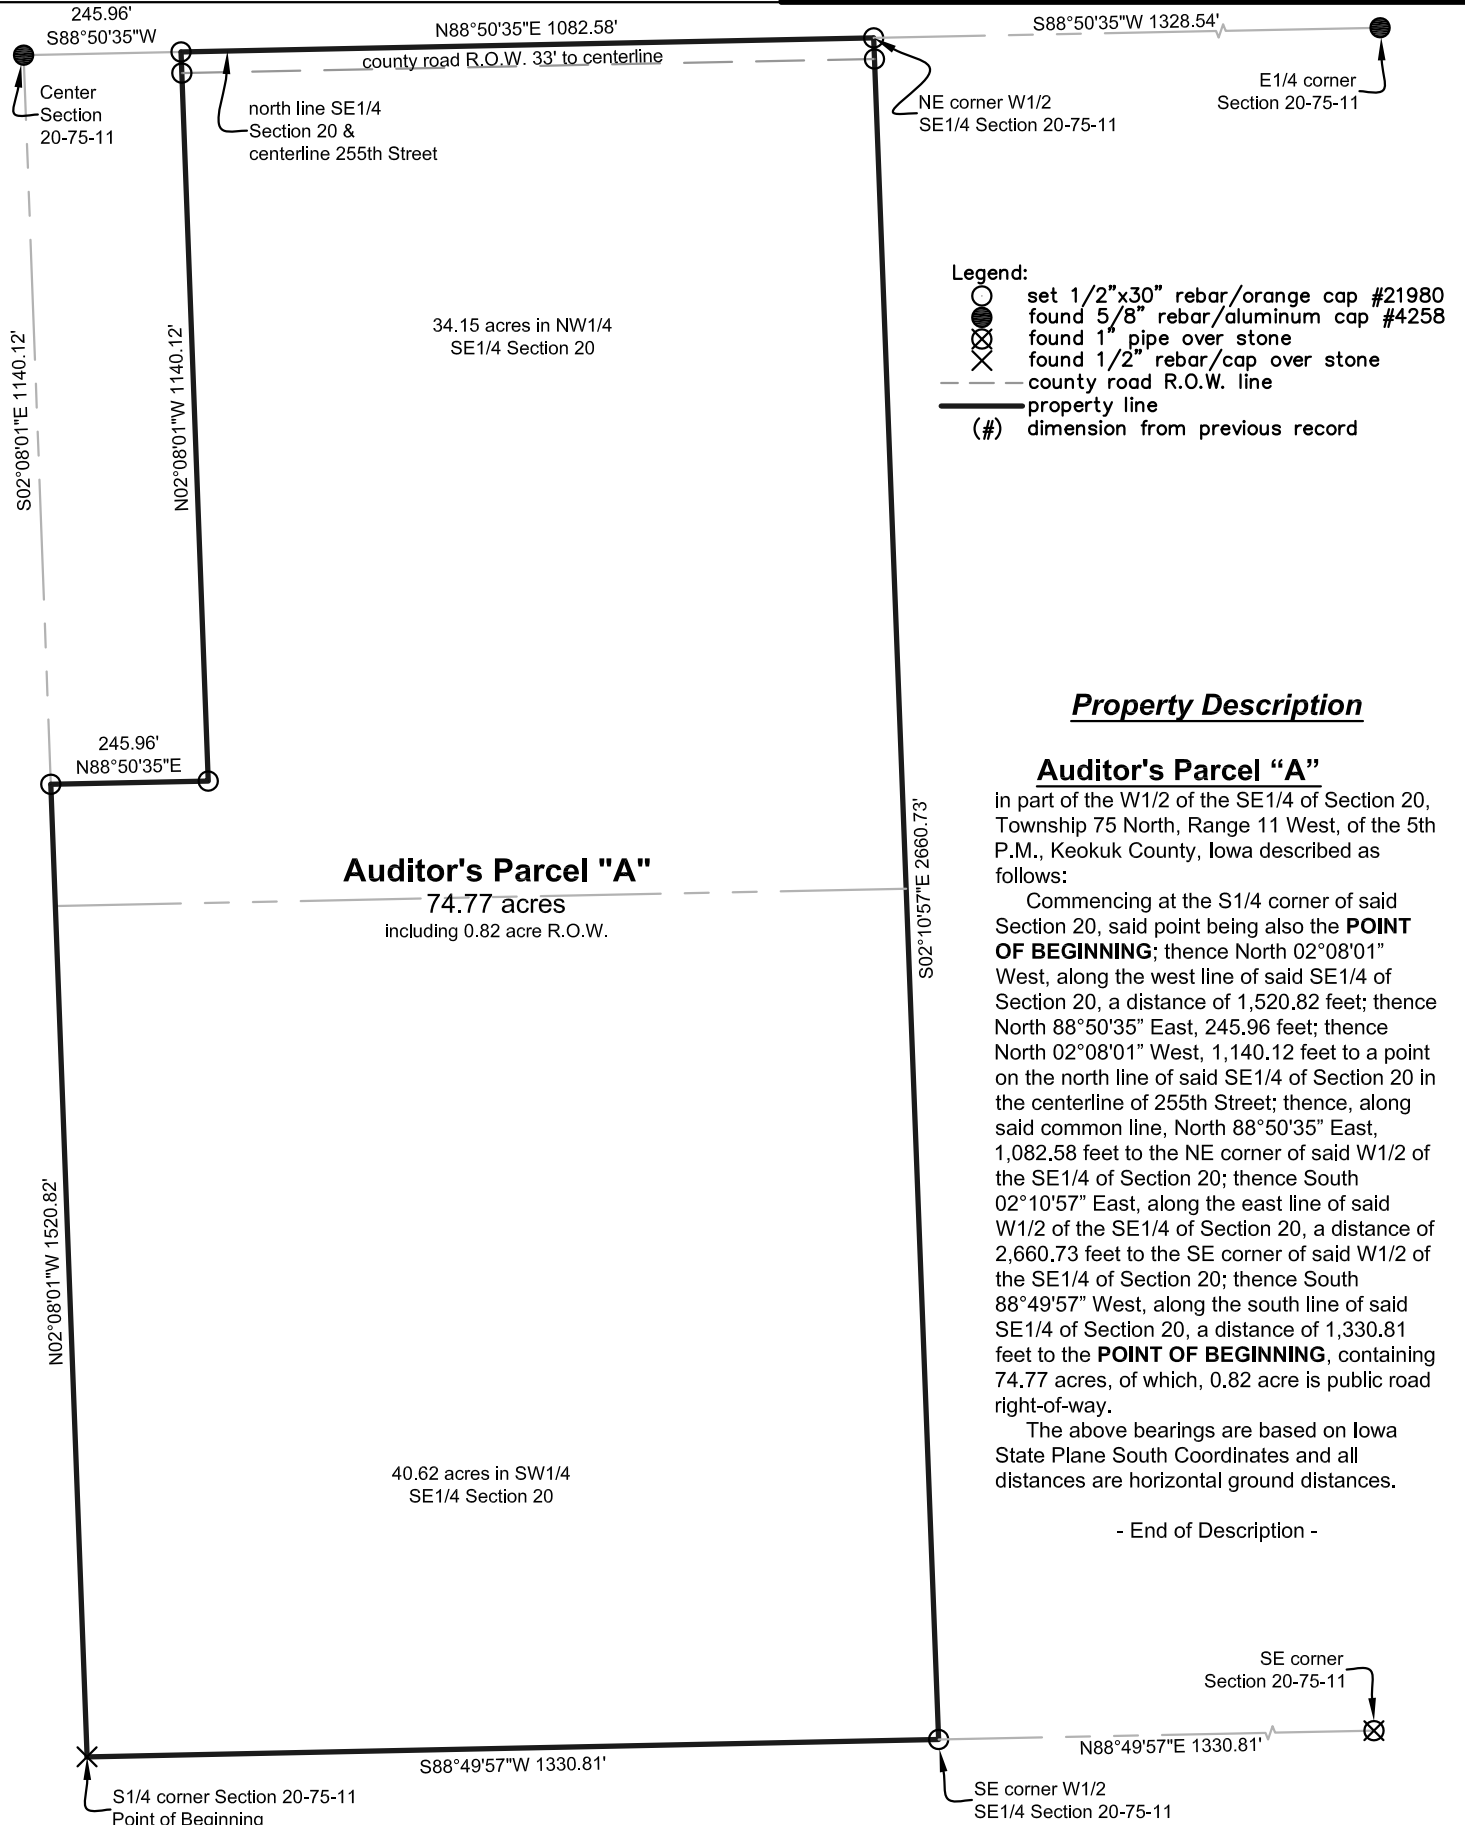 245.96'
S88°50'35"W
N88°50'35"E 1082.58'
S88°50'35"W 1328.54'
county road R.O.W. 33' to centerline
Center
Section
20-75-11
north line SE1/4
Section 20 &
centerline 255th Street
NE corner W1/2
SE1/4 Section 20-75-11
E1/4 corner
Section 20-75-11
Legend:
set 1/2"x30" rebar/orange cap #21980
found 5/8" rebar/aluminum cap #4258
found 1" pipe over stone
found 1/2" rebar/cap over stone
county road R.O.W. line
property line
(#) dimension from previous record
34.15 acres in NW1/4
SE1/4 Section 20
S02°08'01"E 1140.12'
N02°08'01"W 1140.12'
245.96'
N88°50'35"E
S02°10'57"E 2660.73'
Auditor's Parcel "A"
74.77 acres
including 0.82 acre R.O.W.
N02°08'01"W 1520.82'
40.62 acres in SW1/4
SE1/4 Section 20
Property Description
Auditor's Parcel “A”
in part of the W1/2 of the SE1/4 of Section 20,
Township 75 North, Range 11 West, of the 5th
P.M., Keokuk County, Iowa described as
follows:
Commencing at the S1/4 corner of said
Section 20, said point being also the POINT
OF BEGINNING; thence North 02°08'01”
West, along the west line of said SE1/4 of
Section 20, a distance of 1,520.82 feet; thence
North 88°50'35” East, 245.96 feet; thence
North 02°08'01” West, 1,140.12 feet to a point
on the north line of said SE1/4 of Section 20 in
the centerline of 255th Street; thence, along
said common line, North 88°50'35” East,
1,082.58 feet to the NE corner of said W1/2 of
the SE1/4 of Section 20; thence South
02°10'57” East, along the east line of said
W1/2 of the SE1/4 of Section 20, a distance of
2,660.73 feet to the SE corner of said W1/2 of
the SE1/4 of Section 20; thence South
88°49'57” West, along the south line of said
SE1/4 of Section 20, a distance of 1,330.81
feet to the POINT OF BEGINNING, containing
74.77 acres, of which, 0.82 acre is public road
right-of-way.
The above bearings are based on Iowa
State Plane South Coordinates and all
distances are horizontal ground distances.
- End of Description -
SE corner
Section 20-75-11
S88°49'57"W 1330.81'
N88°49'57"E 1330.81'
S1/4 corner Section 20-75-11
Point of Beginning
SE corner W1/2
SE1/4 Section 20-75-11